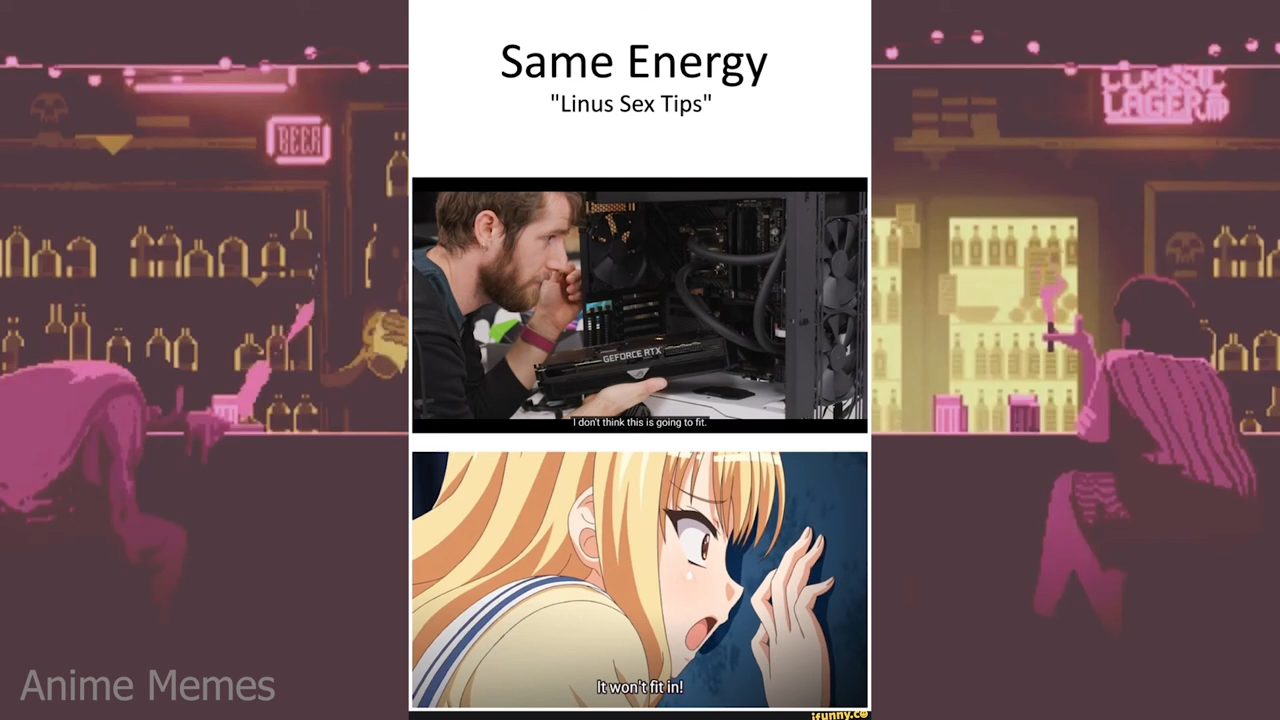 Same Energy
"Linus Sex Tips"
BEER
CLASSIC
LAGER
GEFORCE RTX
I don't think this is going to fit.
It won't fit in!
Anime Memes
ifunny.co